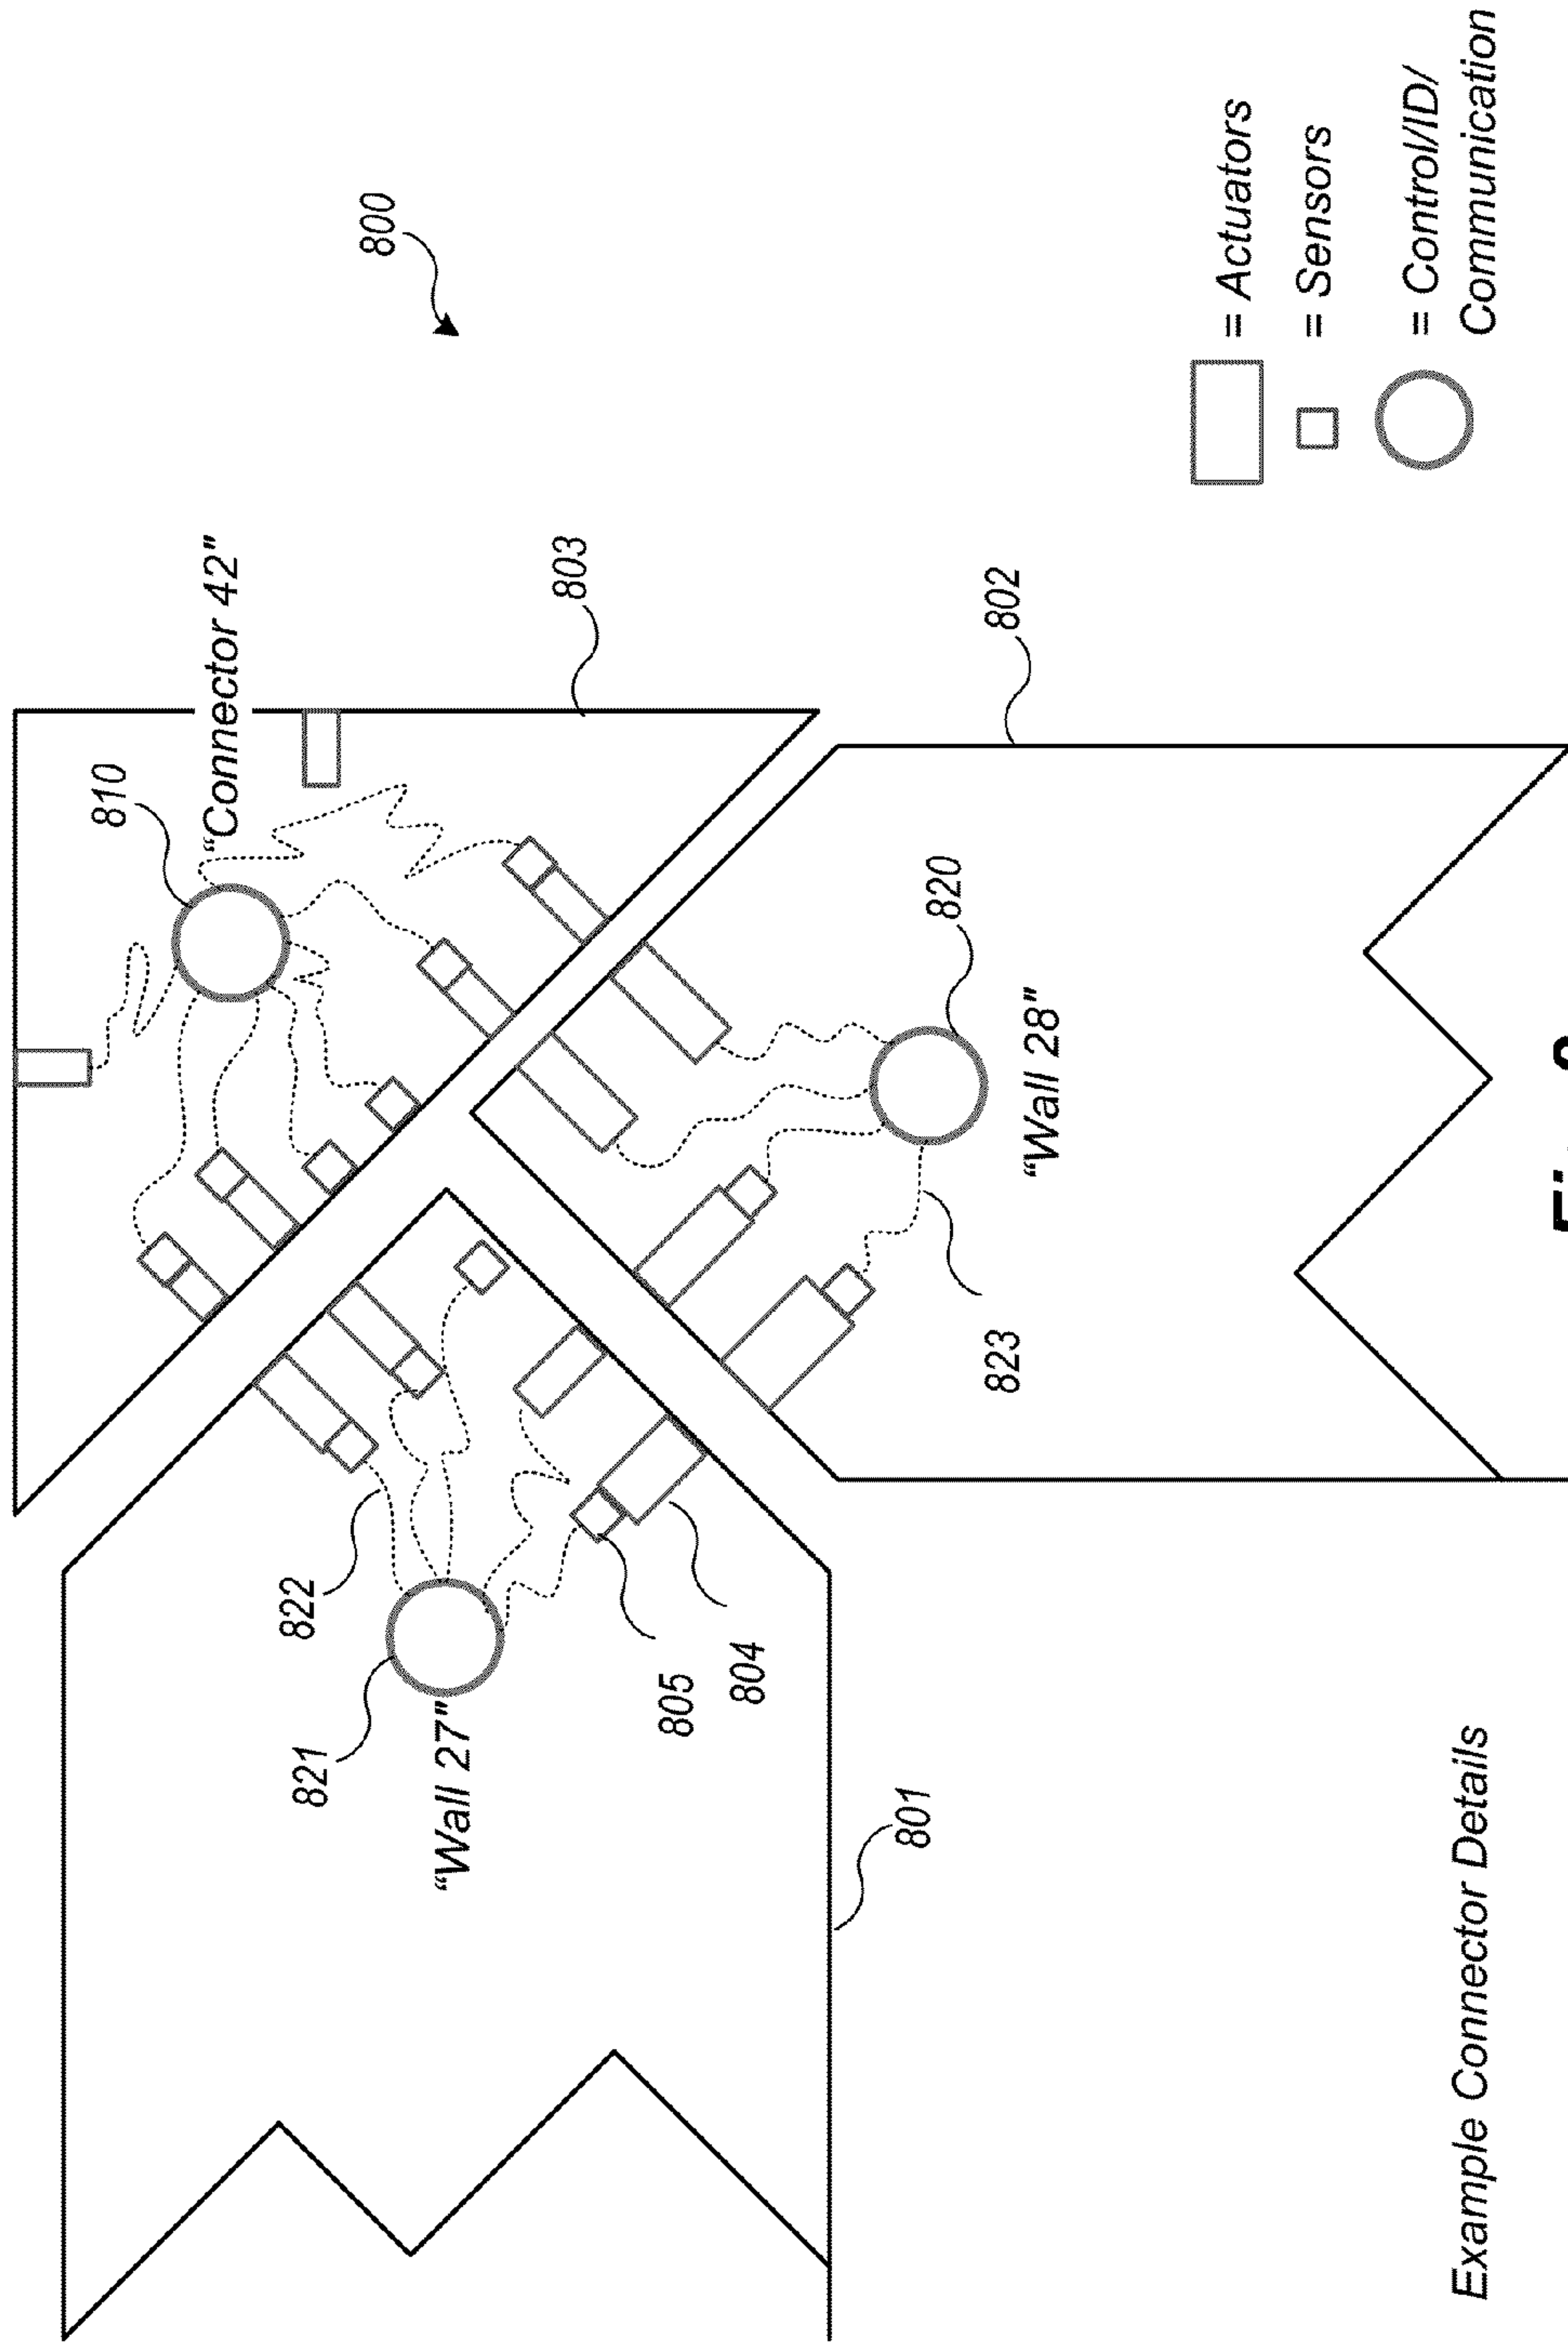 810
“Connector 42"
822
821
800
“Wall 27"
803
805
804
801
820
823
802
“Wall 28"
= Actuators
= Sensors
= Control/ID/
Communication
Example Connector Details